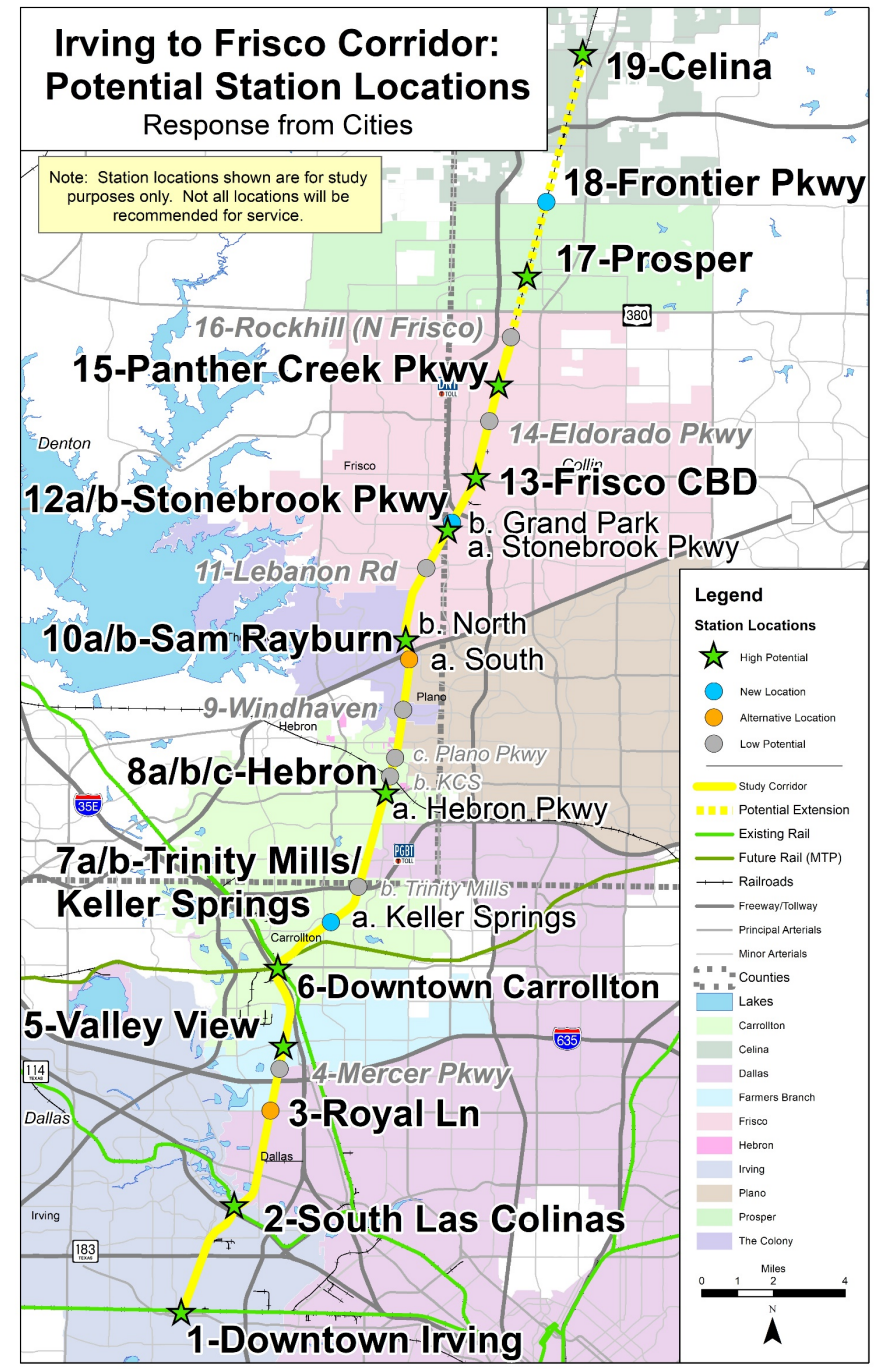 Irving to Frisco Corridor:
Potential Station Locations
Response from Cities
Note: Station locations shown are for study
purposes only. Not all locations will be
recommended for service.
19-Celina
18-Frontier Pkwy
17-Prosper
380
16-Rockhill (N Frisco)
15-Panther Creek Pkwy
DNT
TOLL
14-Eldorado Pkwy
Denton
Frisco
Collin
13-Frisco CBD
12a/b-Stonebrook Pkwy
b. Grand Park
a. Stonebrook Pkwy
11-Lebanon Rd
b. North
10a/b-Sam Rayburn
a. South
Plano
9-Windhaven
Hebron
c. Plano Pkwy
8a/b/c-Hebron
b. KCS
a. Hebron Pkwy
35E
PGBT
TOLL
7a/b-Trinity Mills/
Keller Springs
b. Trinity Mills
a. Keller Springs
Carrollton
6-Downtown Carrollton
5-Valley View
635
4-Mercer Pkwy
114
TEXAS
Dallas
3-Royal Ln
Dallas
Irving
2-South Las Colinas
183
TEXAS
1-Downtown Irving
Legend
Station Locations
High Potential
New Location
Alternative Location
Low Potential
Study Corridor
Potential Extension
Existing Rail
Future Rail (MTP)
Railroads
Freeway/Tollway
Principal Arterials
Minor Arterials
Counties
Lakes
Carrollton
Celina
Dallas
Farmers Branch
Frisco
Hebron
Irving
Plano
Prosper
The Colony
Miles
0 1 2 4
N